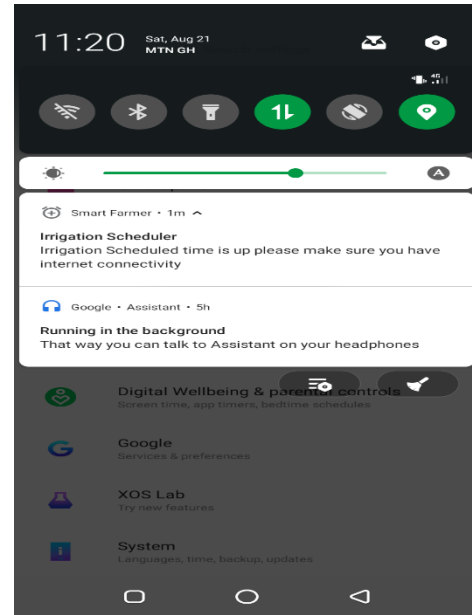 11:20
Sat, Aug 21
MTN GH
4G
A
Smart Farmer • 1m
Irrigation Scheduler
Irrigation Scheduled time is up please make sure you have
internet connectivity
Google • Assistant • 5h
Running in the background
That way you can talk to Assistant on your headphones
Digital Wellbeing & parental controls
Screen time, app timers, bedtime schedules
G Google
Services & preferences
XOS Lab
Try new features
System
Languages, time, backup, updates